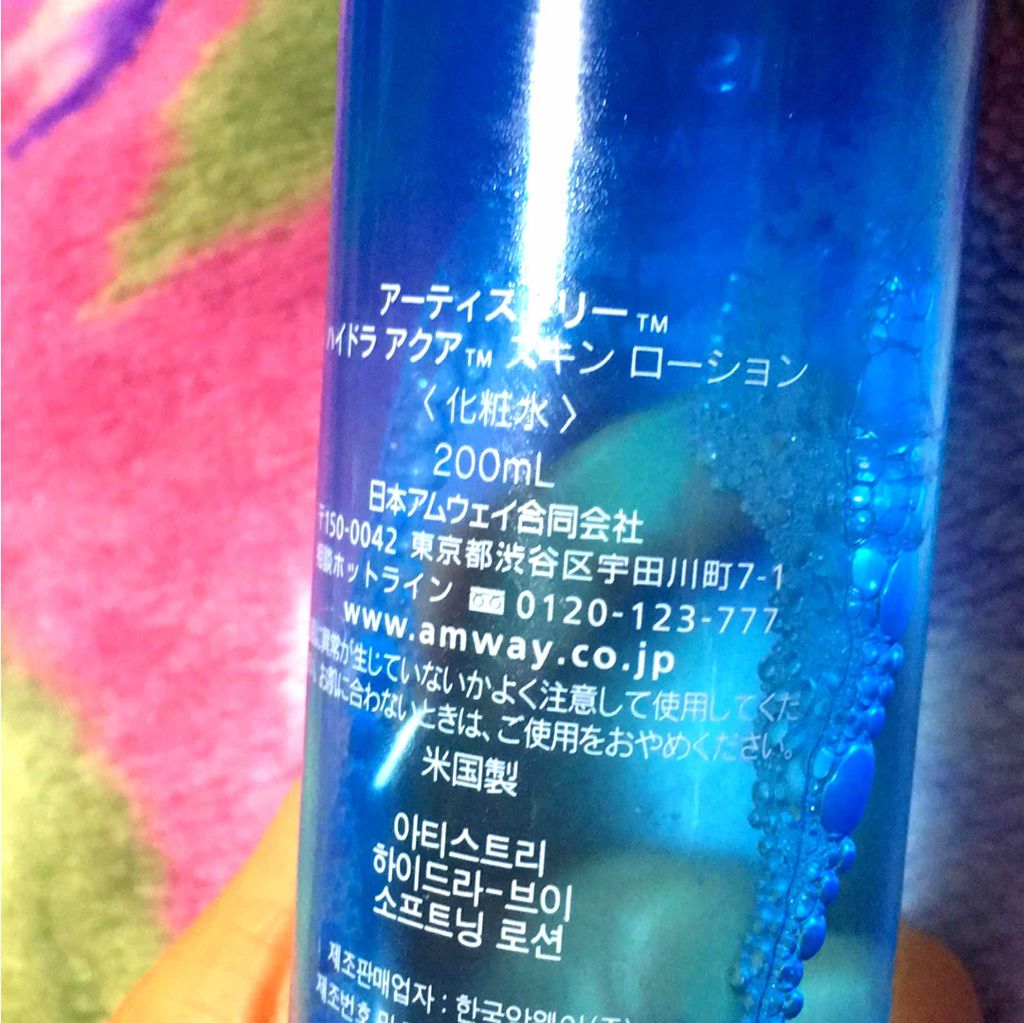 アーティストリー™
ハイドラ アクア™ スキン ローション
〈化粧水〉
200mL
日本アムウェイ合同会社
〒150-0042 東京都渋谷区宇田川町7-1
相談ホットライン 0120-123-777
www.amway.co.jp
に異常が生じていないかよく注意して使用してくだ
お肌に合わないときは、ご使用をおやめください。
米国製
아티스트리
하이드라-브이
소프트닝 로션
제조판매업자 : 한국암웨이(주)
제조번호 및